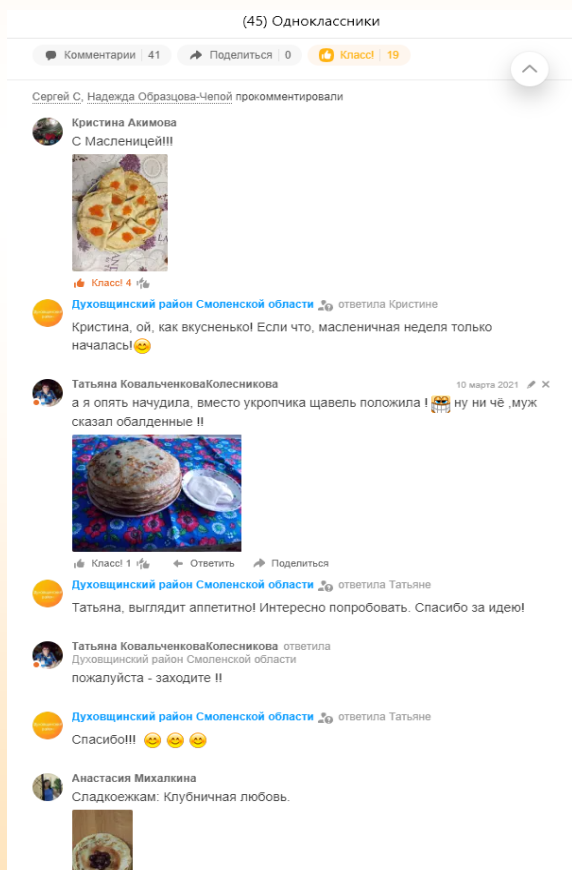 (45) Одноклассники
Комментарии 41 Поделиться 0 Класс! 19
Сергей С, Надежда Образцова-Чепой прокомментировали
Кристина Акимова
С Масленицей!!!
Класс! 4
Духовщинский район Смоленской области ответила Кристине
Кристина, ой, как вкусненько! Если что, масленичная неделя только
началась!😊
Татьяна КовальченковаКолесникова 10 марта 2021
а я опять начудила, вместо укропчика щавель положила ! ну ни чё ,муж
сказал обалденные !!
Класс! 1 Ответить Поделиться
Духовщинский район Смоленской области ответила Татьяне
Татьяна, выглядит аппетитно! Интересно попробовать. Спасибо за идею!
Татьяна КовальченковаКолесникова ответила
Духовщинский район Смоленской области
пожалуйста - заходите !!
Духовщинский район Смоленской области ответила Татьяне
Спасибо!!! 😊 😊 😊
Анастасия Михалкина
Сладкоежкам: Клубничная любовь.